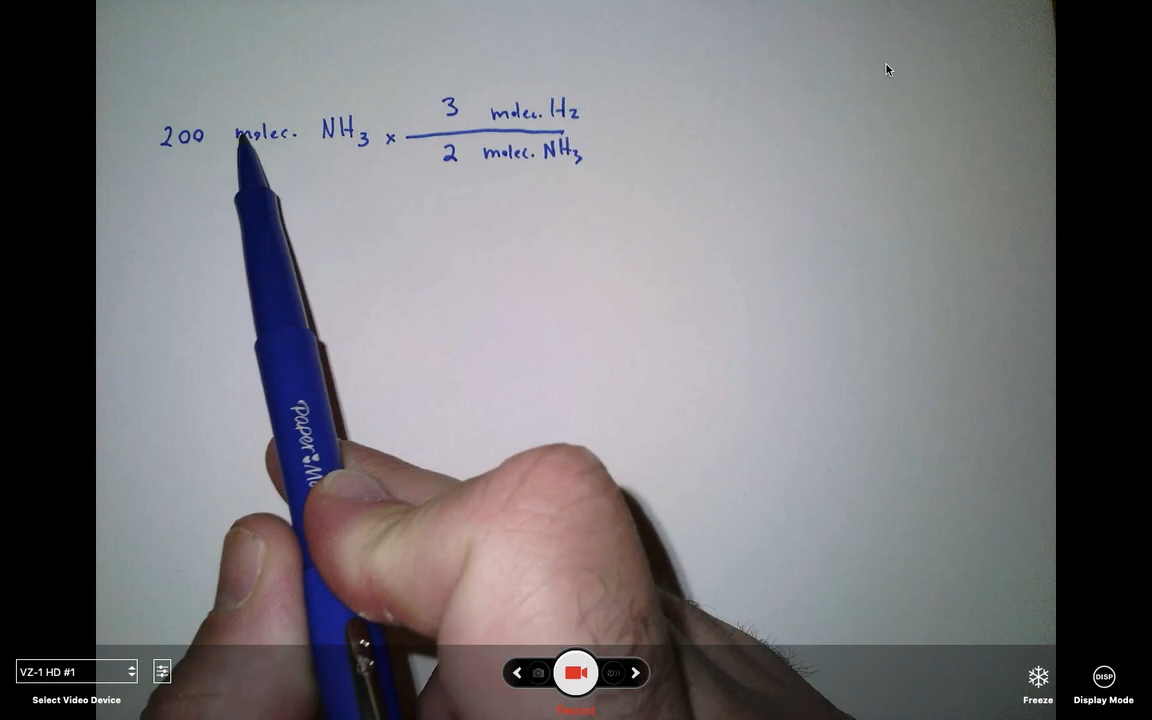 200 molec. NH3 x 3 molec. H2
2 molec. NH3
Paper M
VZ-1 HD #1
Select Video Device
Record
Freeze
DISP
Display Mode